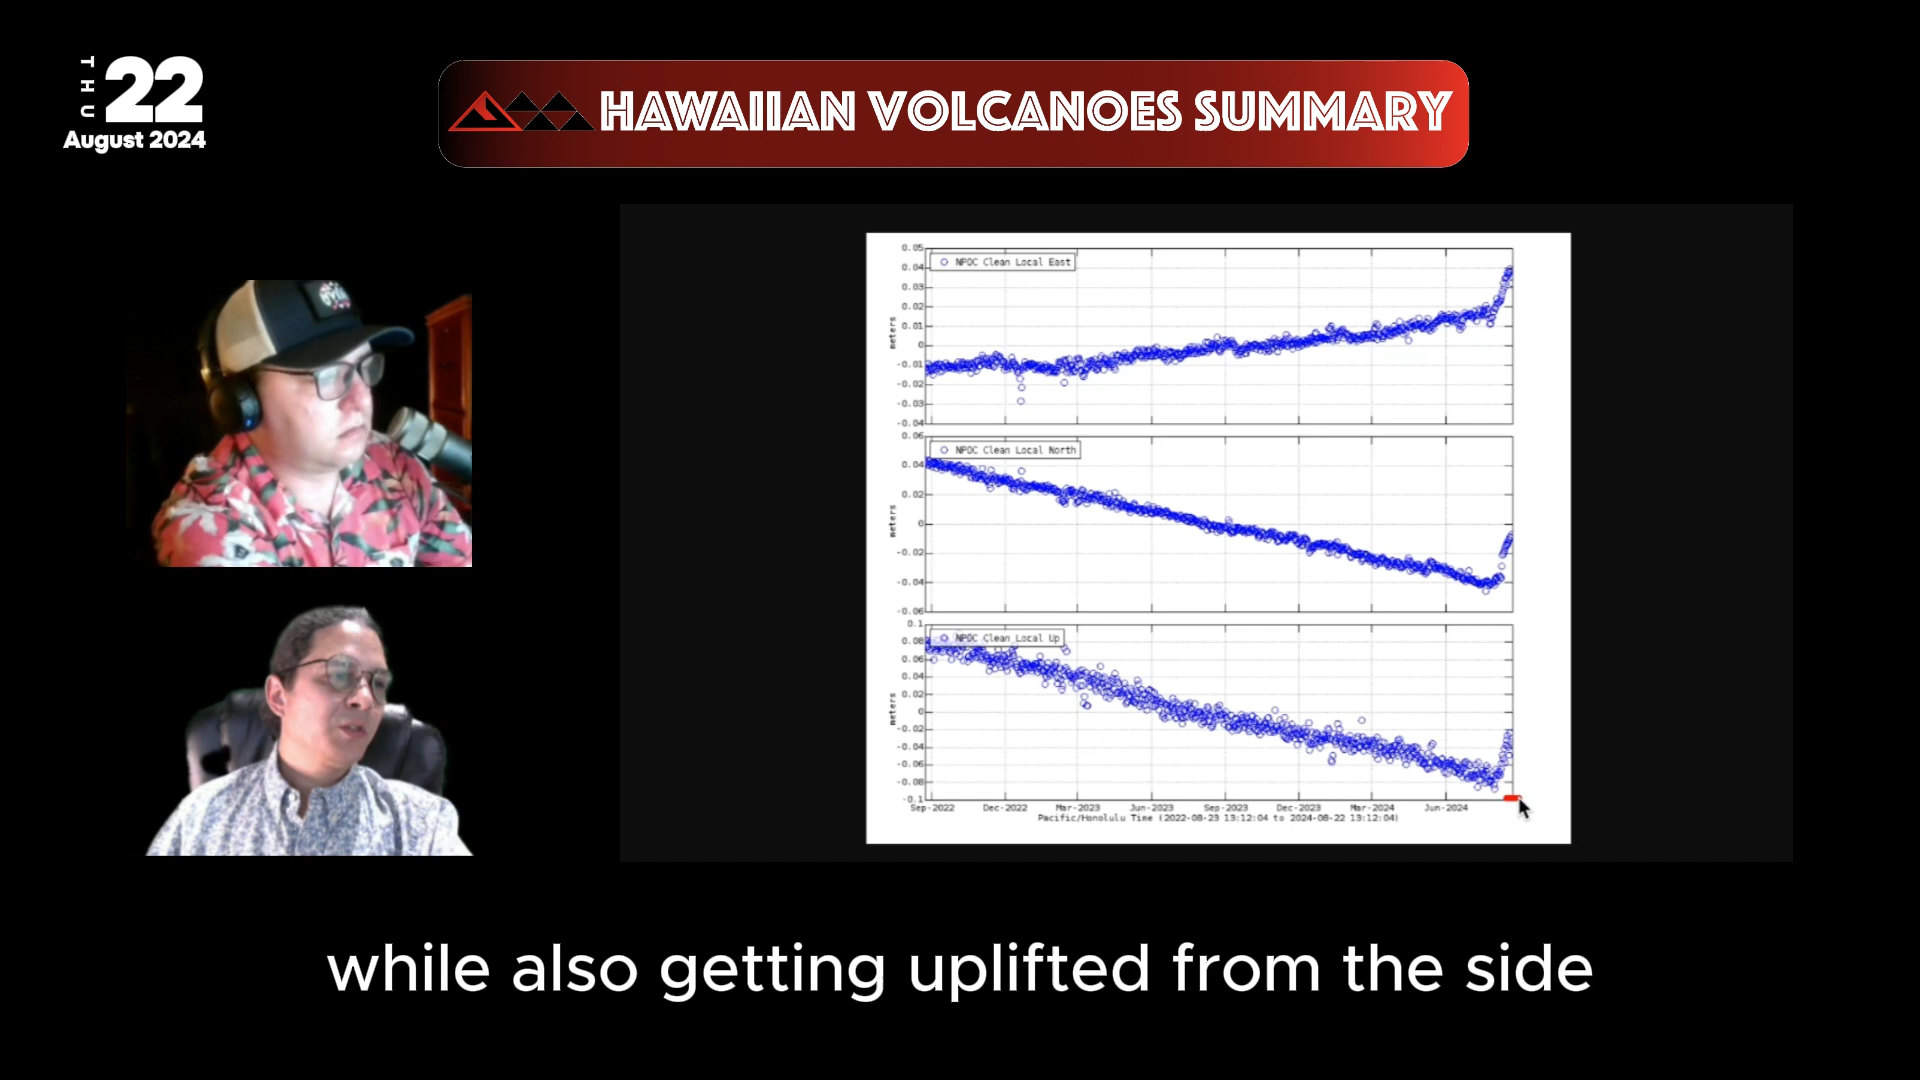 THU 22
August 2024
HAWAIIAN VOLCANOES SUMMARY
NPOC Clean Local East
0.05
0.04
0.03
0.02
0.01
0
-0.01
-0.02
-0.03
-0.04
meters
NPOC Clean Local North
0.06
0.04
0.02
0
-0.02
-0.04
-0.06
meters
NPOC Clean Local Up
0.1
0.08
0.06
0.04
0.02
0
-0.02
-0.04
-0.06
-0.08
-0.1
meters
Sep-2022 Dec-2022 Mar-2023 Jun-2023 Sep-2023 Dec-2023 Mar-2024 Jun-2024
Pacific/Honolulu Time (2022-08-23 13:12:04 to 2024-08-22 13:12:04)
while also getting uplifted from the side